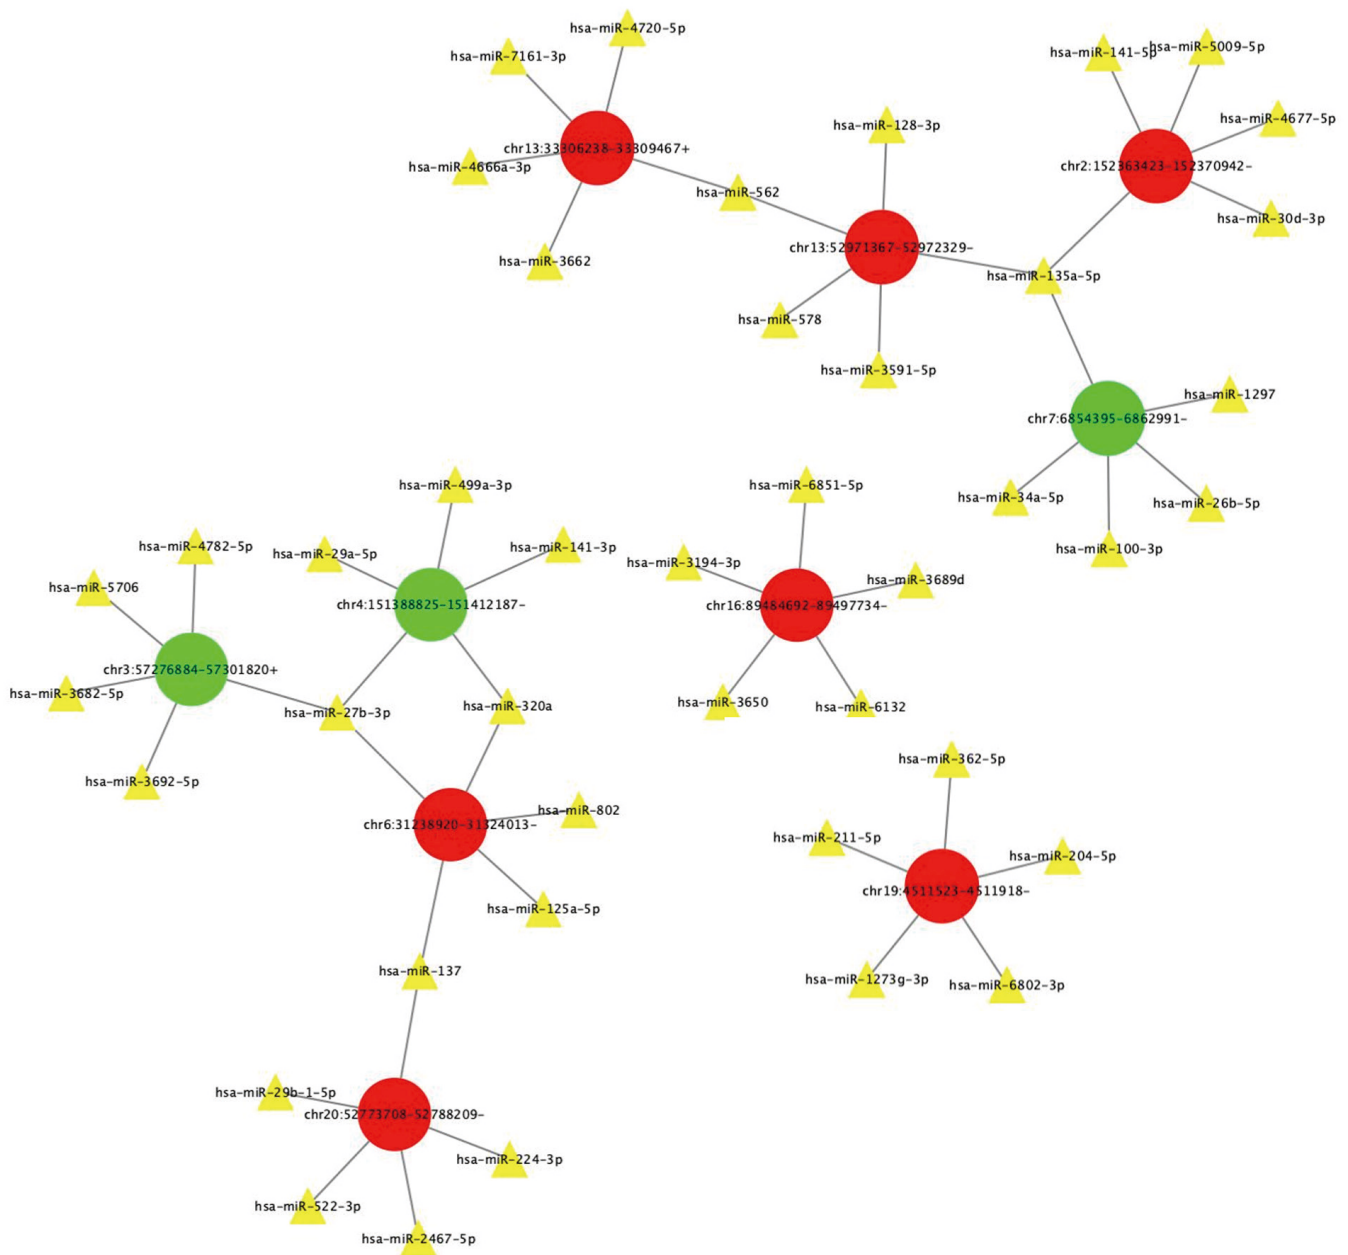 hsa-miR-4720-5p
hsa-miR-7161-3p
hsa-miR-141-5p
hsa-miR-5009-5p
hsa-miR-4677-5p
hsa-miR-128-3p
chr13:33306238-33309467+
hsa-miR-4666a-3p
chr2:152363423-152370942-
hsa-miR-562
hsa-miR-30d-3p
chr13:52971367-52972329-
hsa-miR-3662
hsa-miR-135a-5p
hsa-miR-578
hsa-miR-3591-5p
hsa-miR-1297
chr7:6854395-6862991-
hsa-miR-34a-5p
hsa-miR-26b-5p
hsa-miR-100-3p
hsa-miR-499a-3p
hsa-miR-6851-5p
hsa-miR-4782-5p
hsa-miR-29a-5p
hsa-miR-141-3p
hsa-miR-3194-3p
hsa-miR-3689d
hsa-miR-5706
chr4:151388825-151412187-
chr16:89484692-89497734-
chr3:57276884-57301820+
hsa-miR-3682-5p
hsa-miR-27b-3p
hsa-miR-320a
hsa-miR-3650
hsa-miR-6132
hsa-miR-362-5p
hsa-miR-3692-5p
hsa-miR-802
chr6:31238920-31324013-
hsa-miR-211-5p
hsa-miR-204-5p
chr19:4511523-4511918-
hsa-miR-125a-5p
hsa-miR-137
hsa-miR-1273g-3p
hsa-miR-6802-3p
hsa-miR-29b-1-5p
chr20:52773708-52788209-
hsa-miR-224-3p
hsa-miR-522-3p
hsa-miR-2467-5p